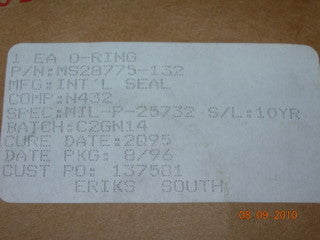 1 EA O-RING
P/N:MS28775-132
MFG:INT'L SEAL
COMP:N432
SPEC:MIL-P-25732 S/L:10YR
BATCH:C2GN14
CURE DATE:2Q95
DATE PKG: 8/96
CUST PO: 137581
ERIKS SOUTH
08-09-2010